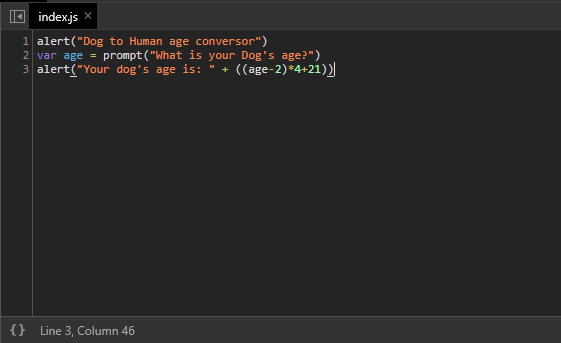 index.js ×
1 alert("Dog to Human age conversor")
2 var age = prompt("What is your Dog's age?")
3 alert("Your dog's age is: " + ((age-2)*4+21))
{} Line 3, Column 46